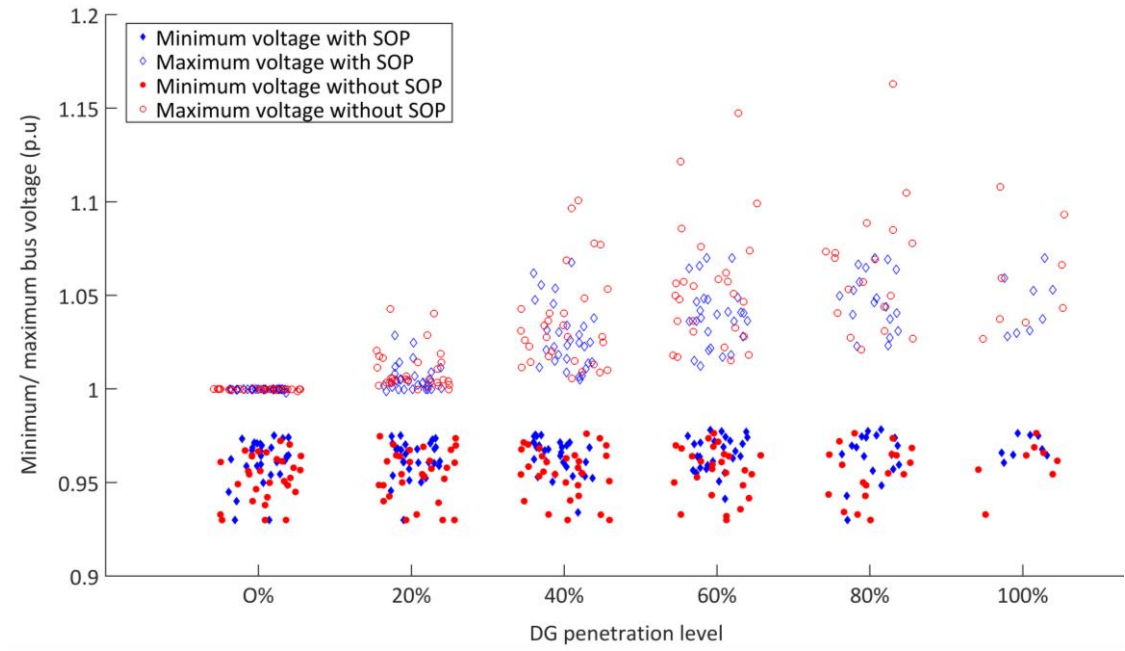 1.2
Minimum voltage with SOP
Maximum voltage with SOP
Minimum voltage without SOP
Maximum voltage without SOP
1.15
1.1
1.05
1
0.95
0.9
Minimum/ maximum bus voltage (p.u)
O% 20% 40% 60% 80% 100%
DG penetration level